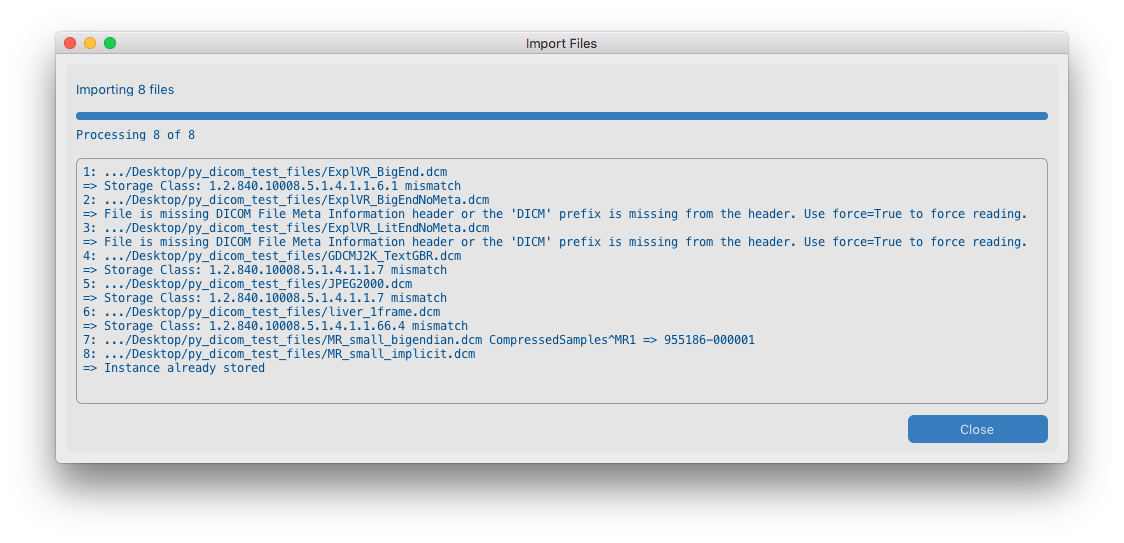 Import Files
Importing 8 files
Processing 8 of 8
1: .../Desktop/py_dicom_test_files/ExplVR_BigEnd.dcm
=> Storage Class: 1.2.840.10008.5.1.4.1.1.6.1 mismatch
2: .../Desktop/py_dicom_test_files/ExplVR_BigEndNoMeta.dcm
=> File is missing DICOM File Meta Information header or the 'DICM' prefix is missing from the header. Use force=True to force reading.
3: .../Desktop/py_dicom_test_files/ExplVR_LitEndNoMeta.dcm
=> File is missing DICOM File Meta Information header or the 'DICM' prefix is missing from the header. Use force=True to force reading.
4: .../Desktop/py_dicom_test_files/GDCMJ2K_TextGBR.dcm
=> Storage Class: 1.2.840.10008.5.1.4.1.1.7 mismatch
5: .../Desktop/py_dicom_test_files/JPEG2000.dcm
=> Storage Class: 1.2.840.10008.5.1.4.1.1.7 mismatch
6: .../Desktop/py_dicom_test_files/liver_1frame.dcm
=> Storage Class: 1.2.840.10008.5.1.4.1.1.66.4 mismatch
7: .../Desktop/py_dicom_test_files/MR_small_bigendian.dcm CompressedSamples^MR1 => 955186-000001
8: .../Desktop/py_dicom_test_files/MR_small_implicit.dcm
=> Instance already stored
Close